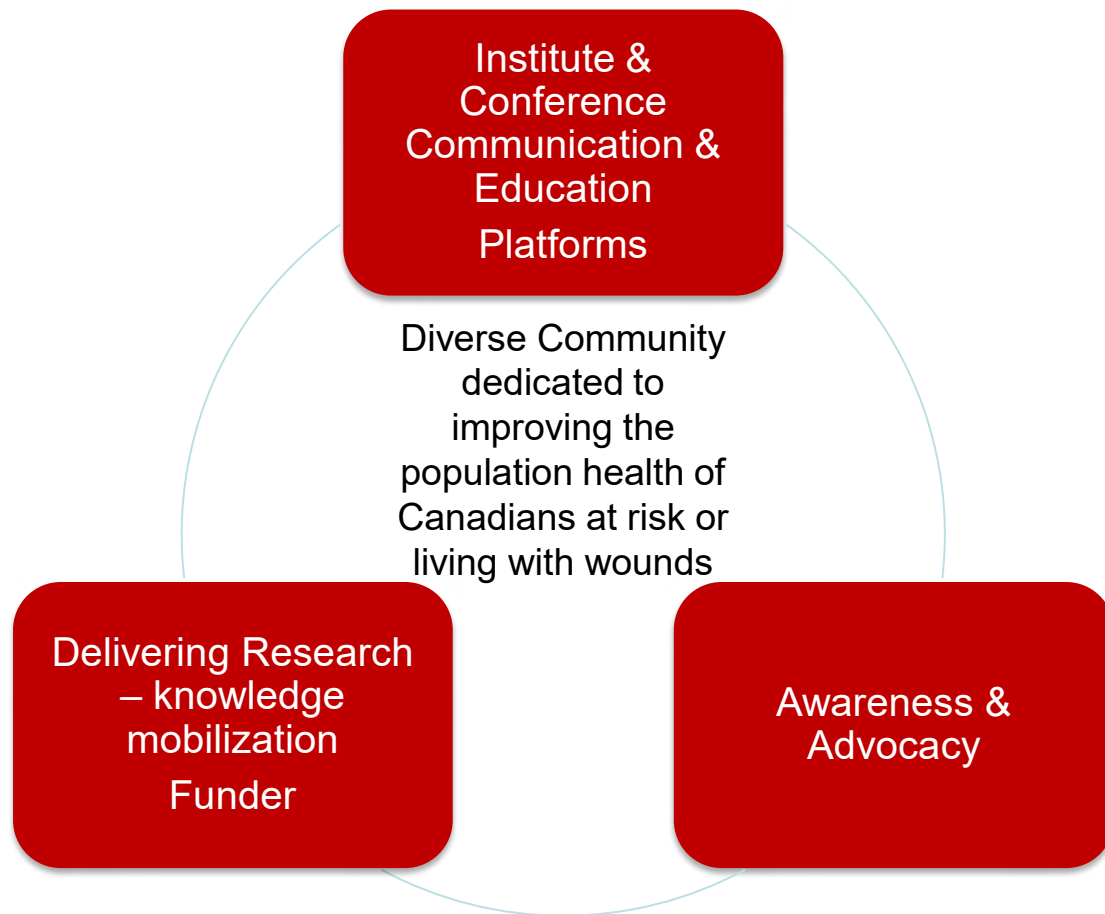 Institute &
Conference
Communication &
Education
Platforms
Diverse Community
dedicated to
improving the
population health of
Canadians at risk or
living with wounds
Delivering Research
– knowledge
mobilization
Funder
Awareness &
Advocacy